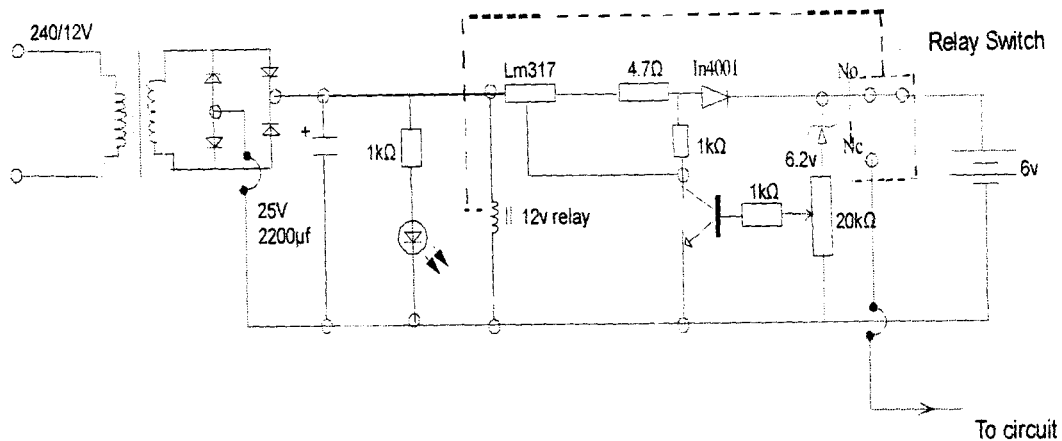 240/12V
Relay Switch
Lm317
4.7Ω
In4001
No
+
1kΩ
1kΩ
6.2v
Nc
6v
1kΩ
25V
2200µf
12v relay
20kΩ
To circuit